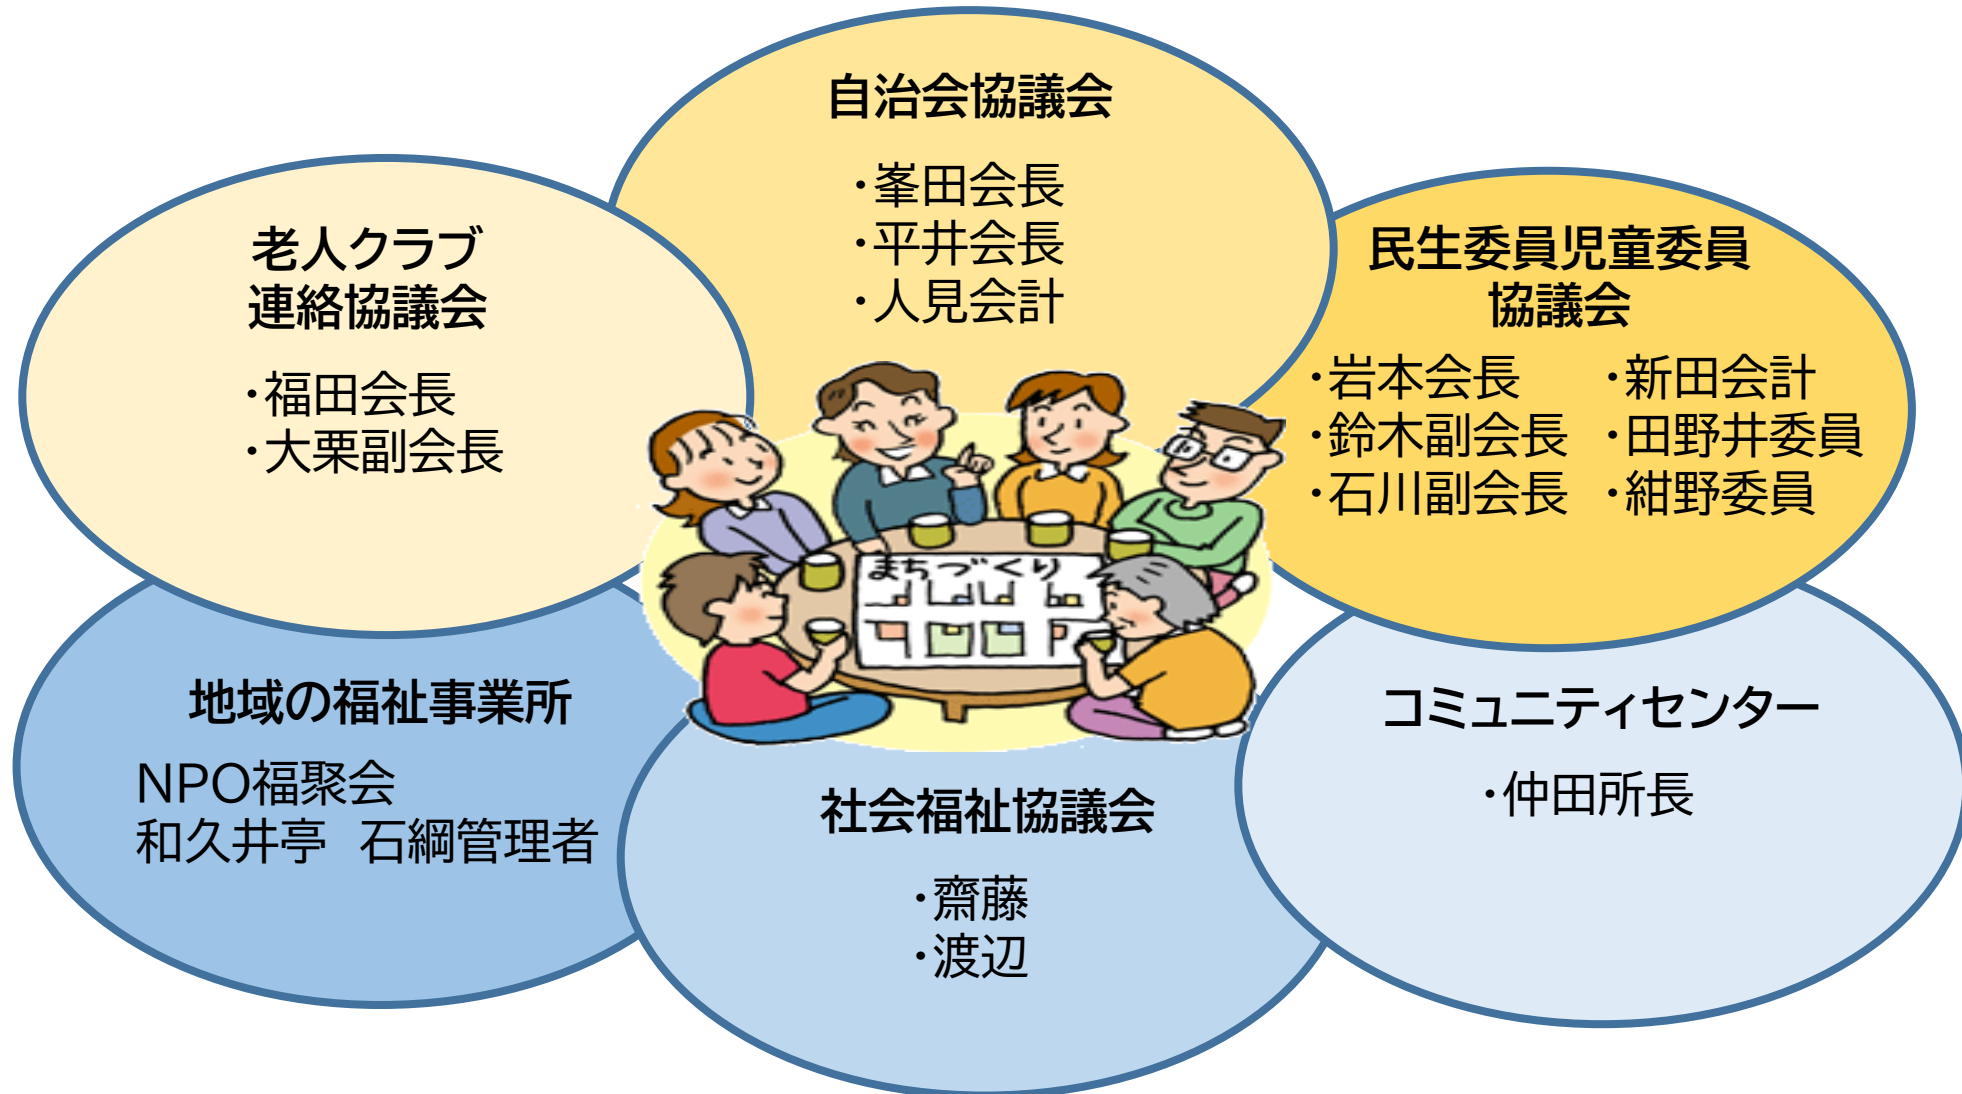 自治会協議会
・峯田会長
・平井会長
・人見会計
老人クラブ
連絡協議会
・福田会長
・大栗副会長
民生委員児童委員
協議会
・岩本会長　・新田会計
・鈴木副会長　・田野井委員
・石川副会長　・紺野委員
まちづくり
地域の福祉事業所
NPO福聚会
和久井亭　石綱管理者
社会福祉協議会
・齋藤
・渡辺
コミュニティセンター
・仲田所長